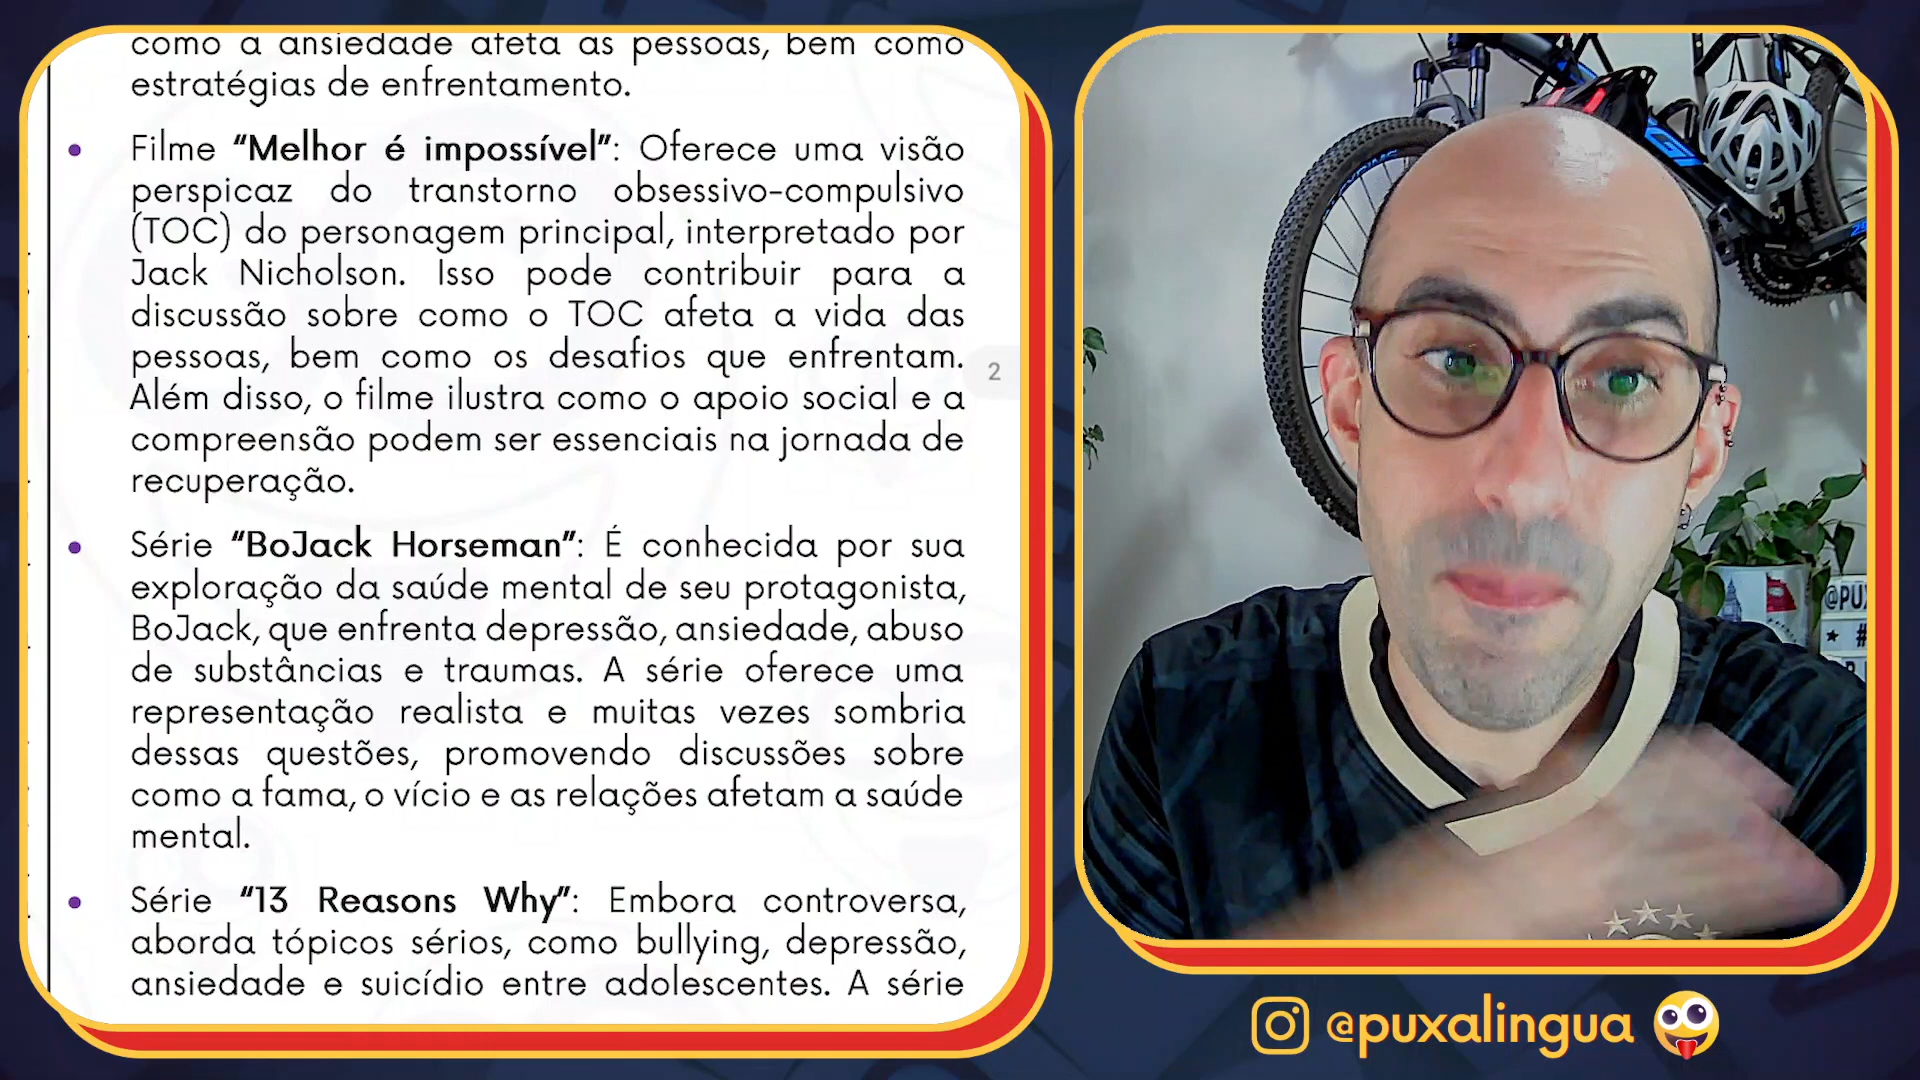 como a ansiedade afeta as pessoas, bem como
estratégias de enfrentamento.
• Filme “Melhor é impossível”: Oferece uma visão
perspicaz do transtorno obsessivo-compulsivo
(TOC) do personagem principal, interpretado por
Jack Nicholson. Isso pode contribuir para a
discussão sobre como o TOC afeta a vida das
pessoas, bem como os desafios que enfrentam.
Além disso, o filme ilustra como o apoio social e a
compreensão podem ser essenciais na jornada de
recuperação.
• Série “BoJack Horseman”: É conhecida por sua
exploração da saúde mental de seu protagonista,
BoJack, que enfrenta depressão, ansiedade, abuso
de substâncias e traumas. A série oferece uma
representação realista e muitas vezes sombria
dessas questões, promovendo discussões sobre
como a fama, o vício e as relações afetam a saúde
mental.
• Série “13 Reasons Why”: Embora controversa,
aborda tópicos sérios, como bullying, depressão,
ansiedade e suicídio entre adolescentes. A série
2
@PU
@puxalingua